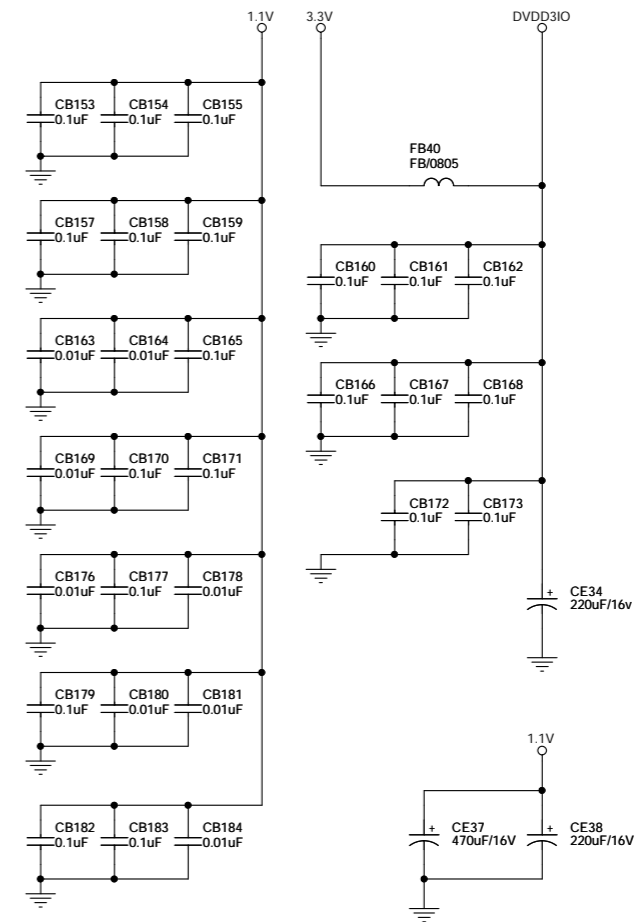 1.1V
3.3V
DVDD3IO
CB153
0.1uF
CB154
0.1uF
CB155
0.1uF
FB40
FB/0805
CB157
0.1uF
CB158
0.1uF
CB159
0.1uF
CB160
0.1uF
CB161
0.1uF
CB162
0.1uF
CB163
0.01uF
CB164
0.01uF
CB165
0.1uF
CB166
0.1uF
CB167
0.1uF
CB168
0.1uF
CB169
0.01uF
CB170
0.1uF
CB171
0.1uF
CB172
0.1uF
CB173
0.1uF
CB176
0.01uF
CB177
0.1uF
CB178
0.01uF
+
CE34
220uF/16v
CB179
0.1uF
CB180
0.01uF
CB181
0.01uF
1.1V
CB182
0.1uF
CB183
0.1uF
CB184
0.01uF
+
CE37
470uF/16V
+
CE38
220uF/16V